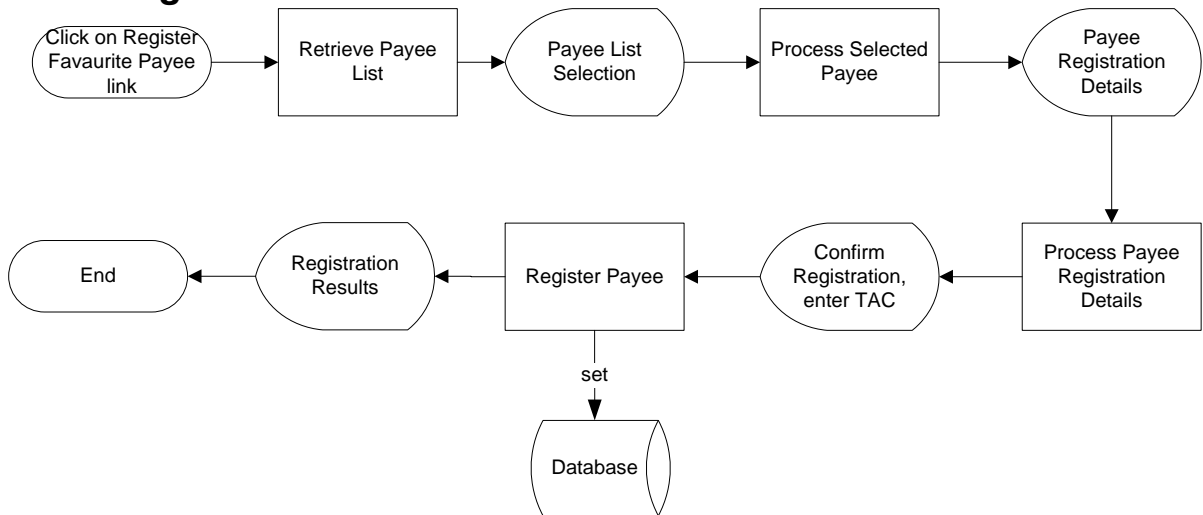 Click on Register
Favaurite Payee
link
Retrieve Payee
List
Payee List
Selection
Process Selected
Payee
Payee
Registration
Details
End
Registration
Results
Register Payee
Confirm
Registration,
enter TAC
Process Payee
Registration
Details
set
Database